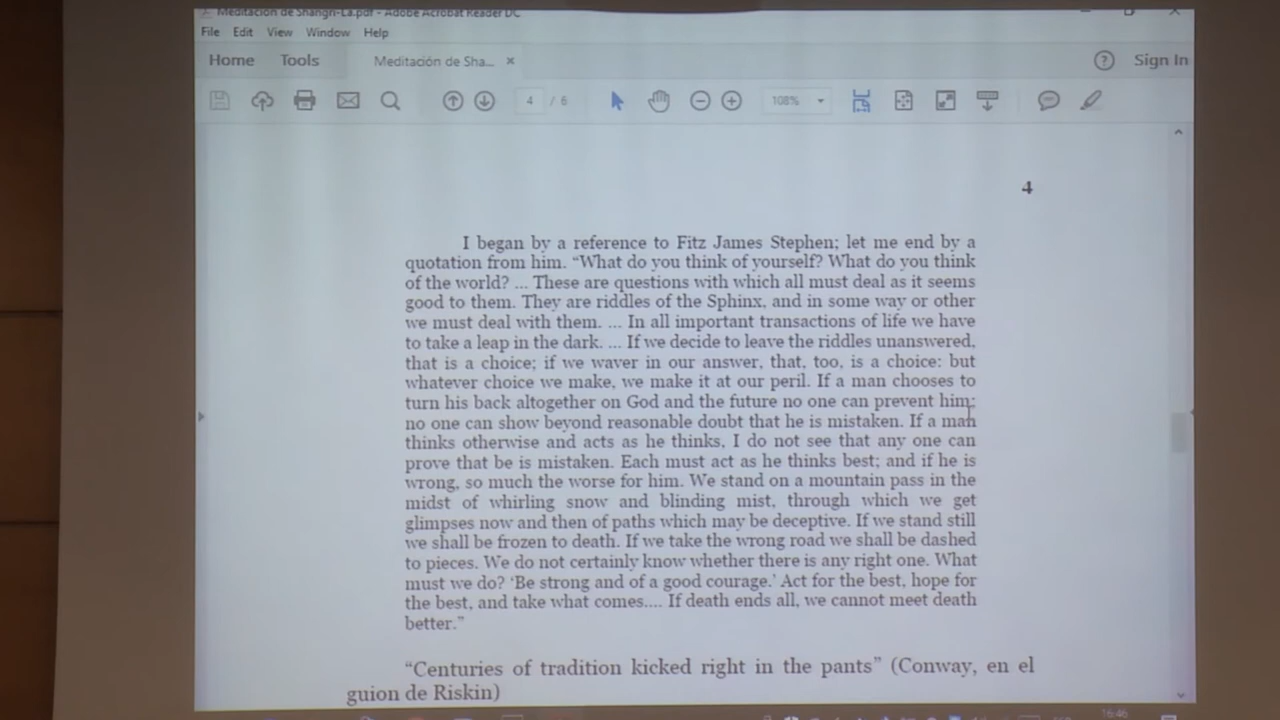 Meditación de Shangri-La.pdf - Adobe Acrobat Reader DC
File Edit View Window Help
Home Tools Meditación de Sha... ×
? Sign In
4 / 6 108%
4
I began by a reference to Fitz James Stephen; let me end by a
quotation from him. “What do you think of yourself? What do you think
of the world? ... These are questions with which all must deal as it seems
good to them. They are riddles of the Sphinx, and in some way or other
we must deal with them. ... In all important transactions of life we have
to take a leap in the dark. ... If we decide to leave the riddles unanswered,
that is a choice; if we waver in our answer, that, too, is a choice: but
whatever choice we make, we make it at our peril. If a man chooses to
turn his back altogether on God and the future no one can prevent him;
no one can show beyond reasonable doubt that he is mistaken. If a man
thinks otherwise and acts as he thinks, I do not see that any one can
prove that be is mistaken. Each must act as he thinks best; and if he is
wrong, so much the worse for him. We stand on a mountain pass in the
midst of whirling snow and blinding mist, through which we get
glimpses now and then of paths which may be deceptive. If we stand still
we shall be frozen to death. If we take the wrong road we shall be dashed
to pieces. We do not certainly know whether there is any right one. What
must we do? ‘Be strong and of a good courage.’ Act for the best, hope for
the best, and take what comes.... If death ends all, we cannot meet death
better.”
“Centuries of tradition kicked right in the pants” (Conway, en el
guion de Riskin)
16:46